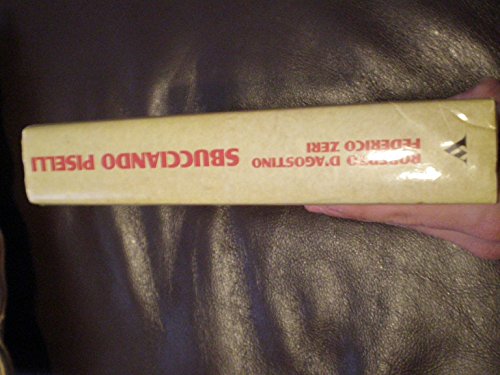 ROBERTO D'AGOSTINO
FEDERICO ZERI
SBUCCIANDO PISELLI